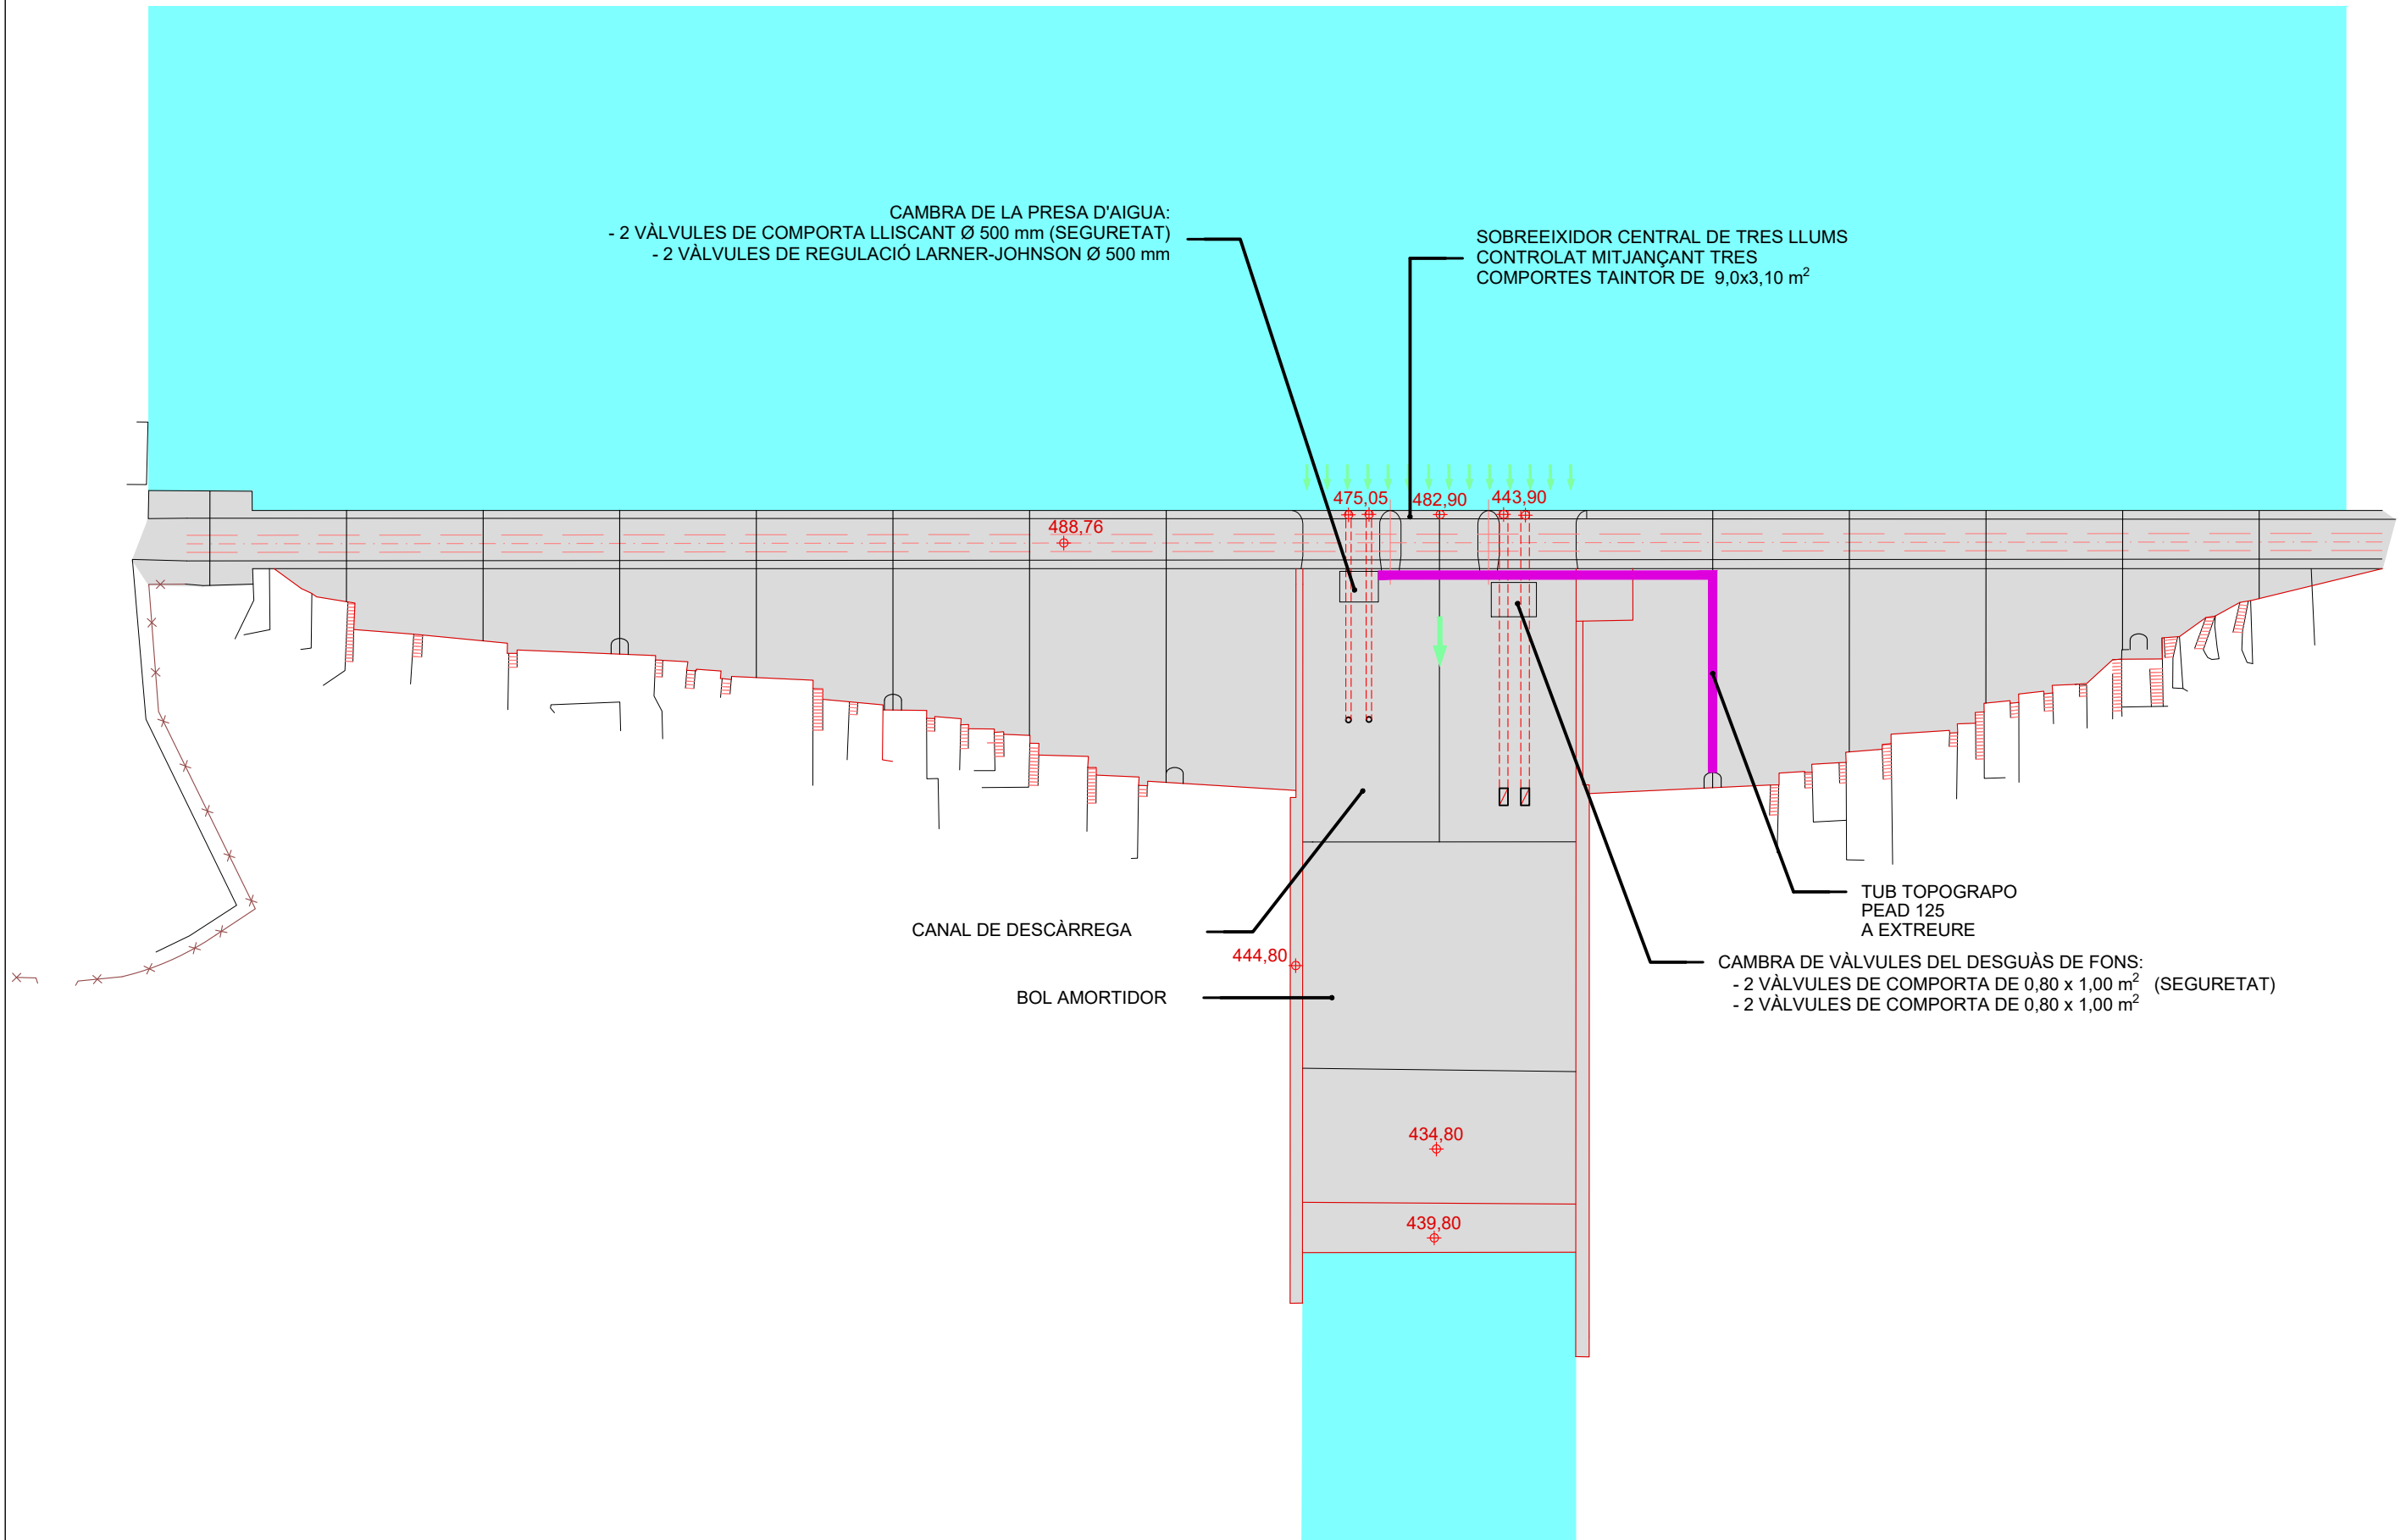 CAMBRA DE LA PRESA D'AIGUA:
- 2 VÀLVULES DE COMPORTA LLISCANT Ø 500 mm (SEGURETAT)
- 2 VÀLVULES DE REGULACIÓ LARNER-JOHNSON Ø 500 mm
SOBREEIXIDOR CENTRAL DE TRES LLUMS
CONTROLAT MITJANÇANT TRES
COMPORTES TAINTOR DE 9,0x3,10 m²
475,05
482,90
443,90
488,76
TUB TOPOGRAPO
PEAD 125
A EXTREURE
CANAL DE DESCÀRREGA
444,80
CAMBRA DE VÀLVULES DEL DESGUÀS DE FONS:
- 2 VÀLVULES DE COMPORTA DE 0,80 x 1,00 m² (SEGURETAT)
- 2 VÀLVULES DE COMPORTA DE 0,80 x 1,00 m²
BOL AMORTIDOR
434,80
439,80